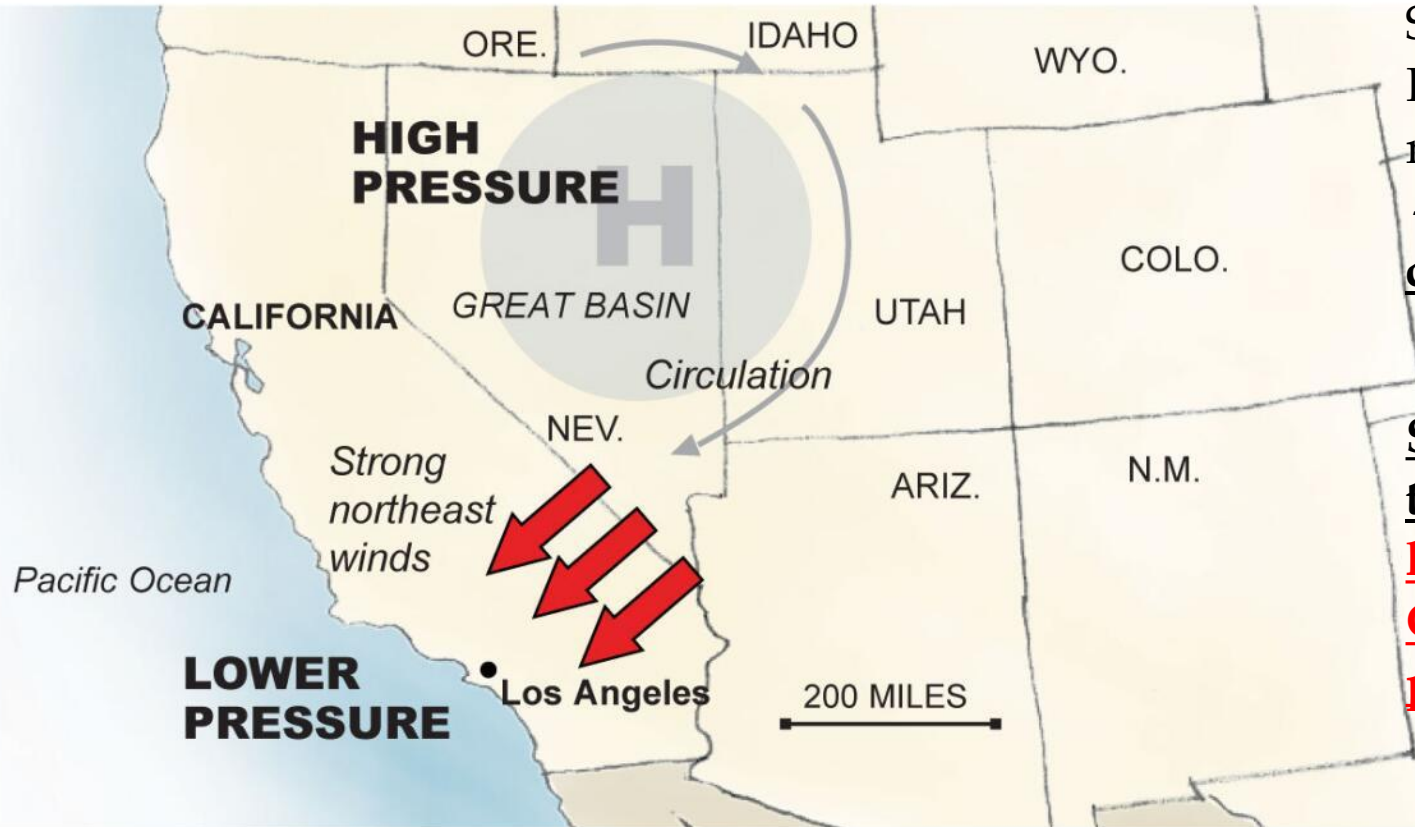 ORE.
IDAHO
WYO.
HIGH
PRESSURE
H
COLO.
GREAT BASIN
CALIFORNIA
UTAH
Circulation
NEV.
Strong
northeast
winds
ARIZ.
N.M.
Pacific Ocean
LOWER
PRESSURE
Los Angeles
200 MILES